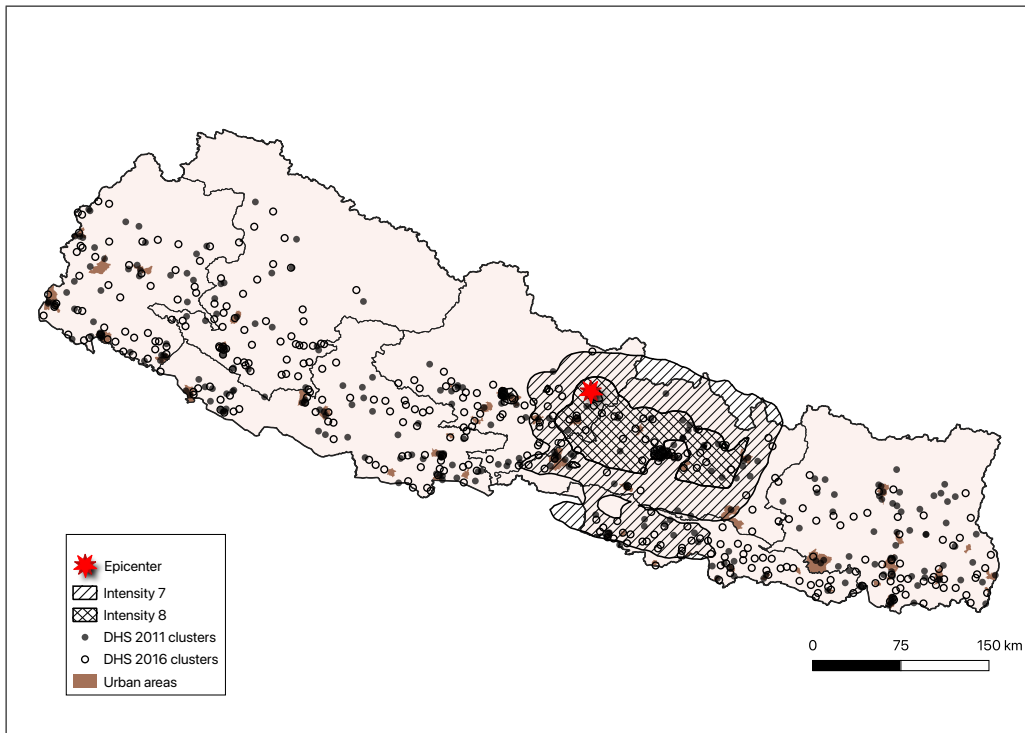 Epicenter
Intensity 7
Intensity 8
DHS 2011 clusters
DHS 2016 clusters
Urban areas
0 75 150 km